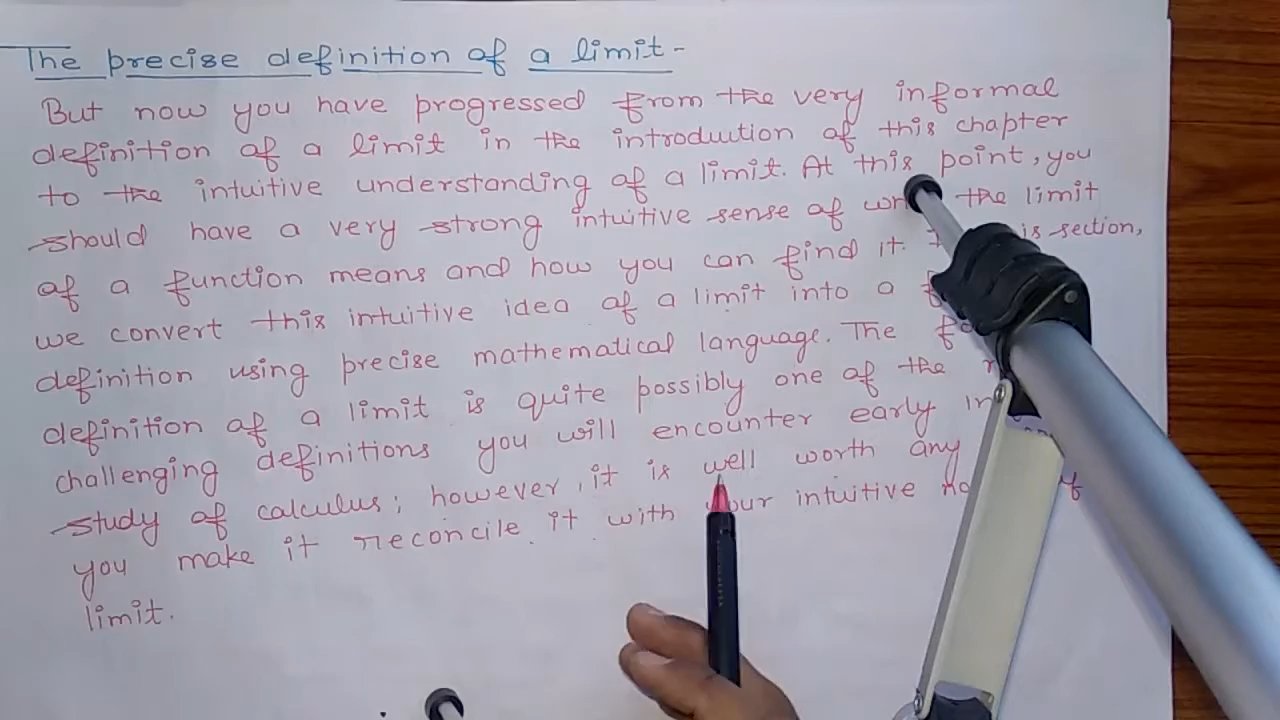 The precise definition of a limit -
But now you have progressed from the very informal
definition of a limit in the introduction of this chapter
to the intuitive understanding of a limit. At this point, you
should have a very strong intuitive sense of the limit
of a function means and how you can find it. is section,
we convert this intuitive idea of a limit into a
definition using precise mathematical language. The
definition of a limit is quite possibly one of the
challenging definitions you will encounter early in
study of calculus; however, it is well worth any
you make it reconcile it with your intuitive
limit.